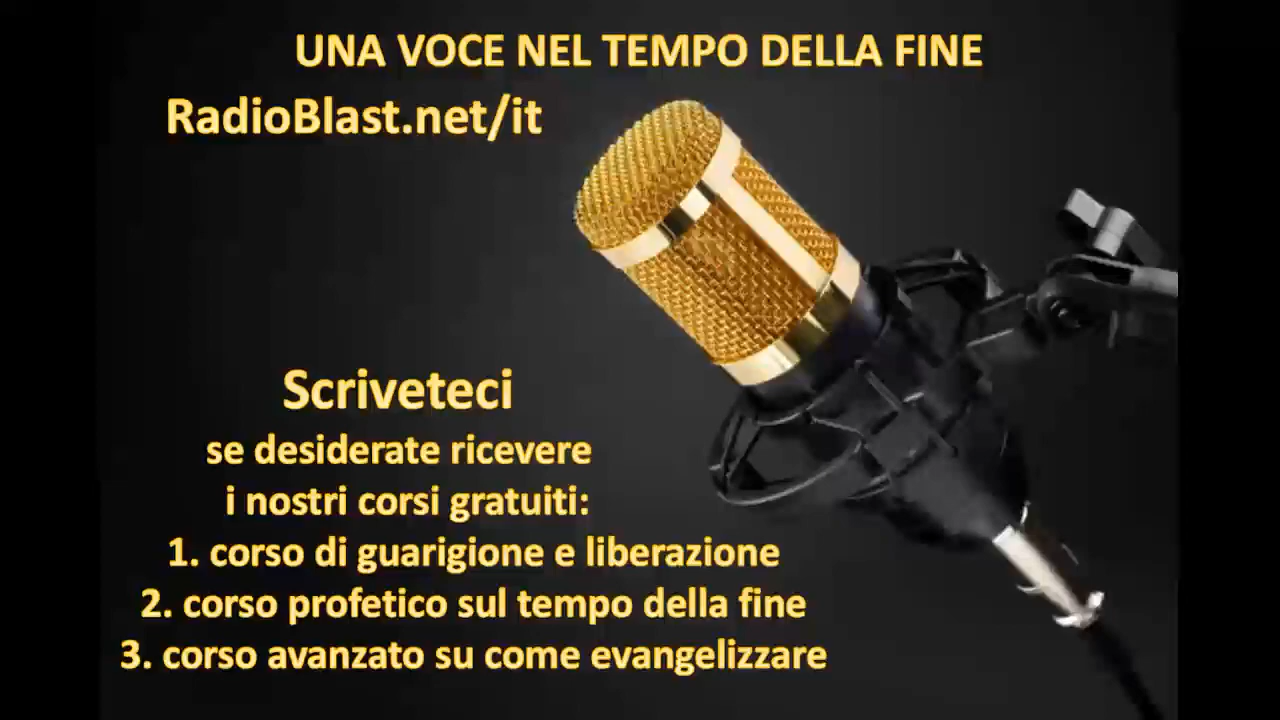 UNA VOCE NEL TEMPO DELLA FINE
RadioBlast.net/it
Scriveteci
se desiderate ricevere
i nostri corsi gratuiti:
1. corso di guarigione e liberazione
2. corso profetico sul tempo della fine
3. corso avanzato su come evangelizzare